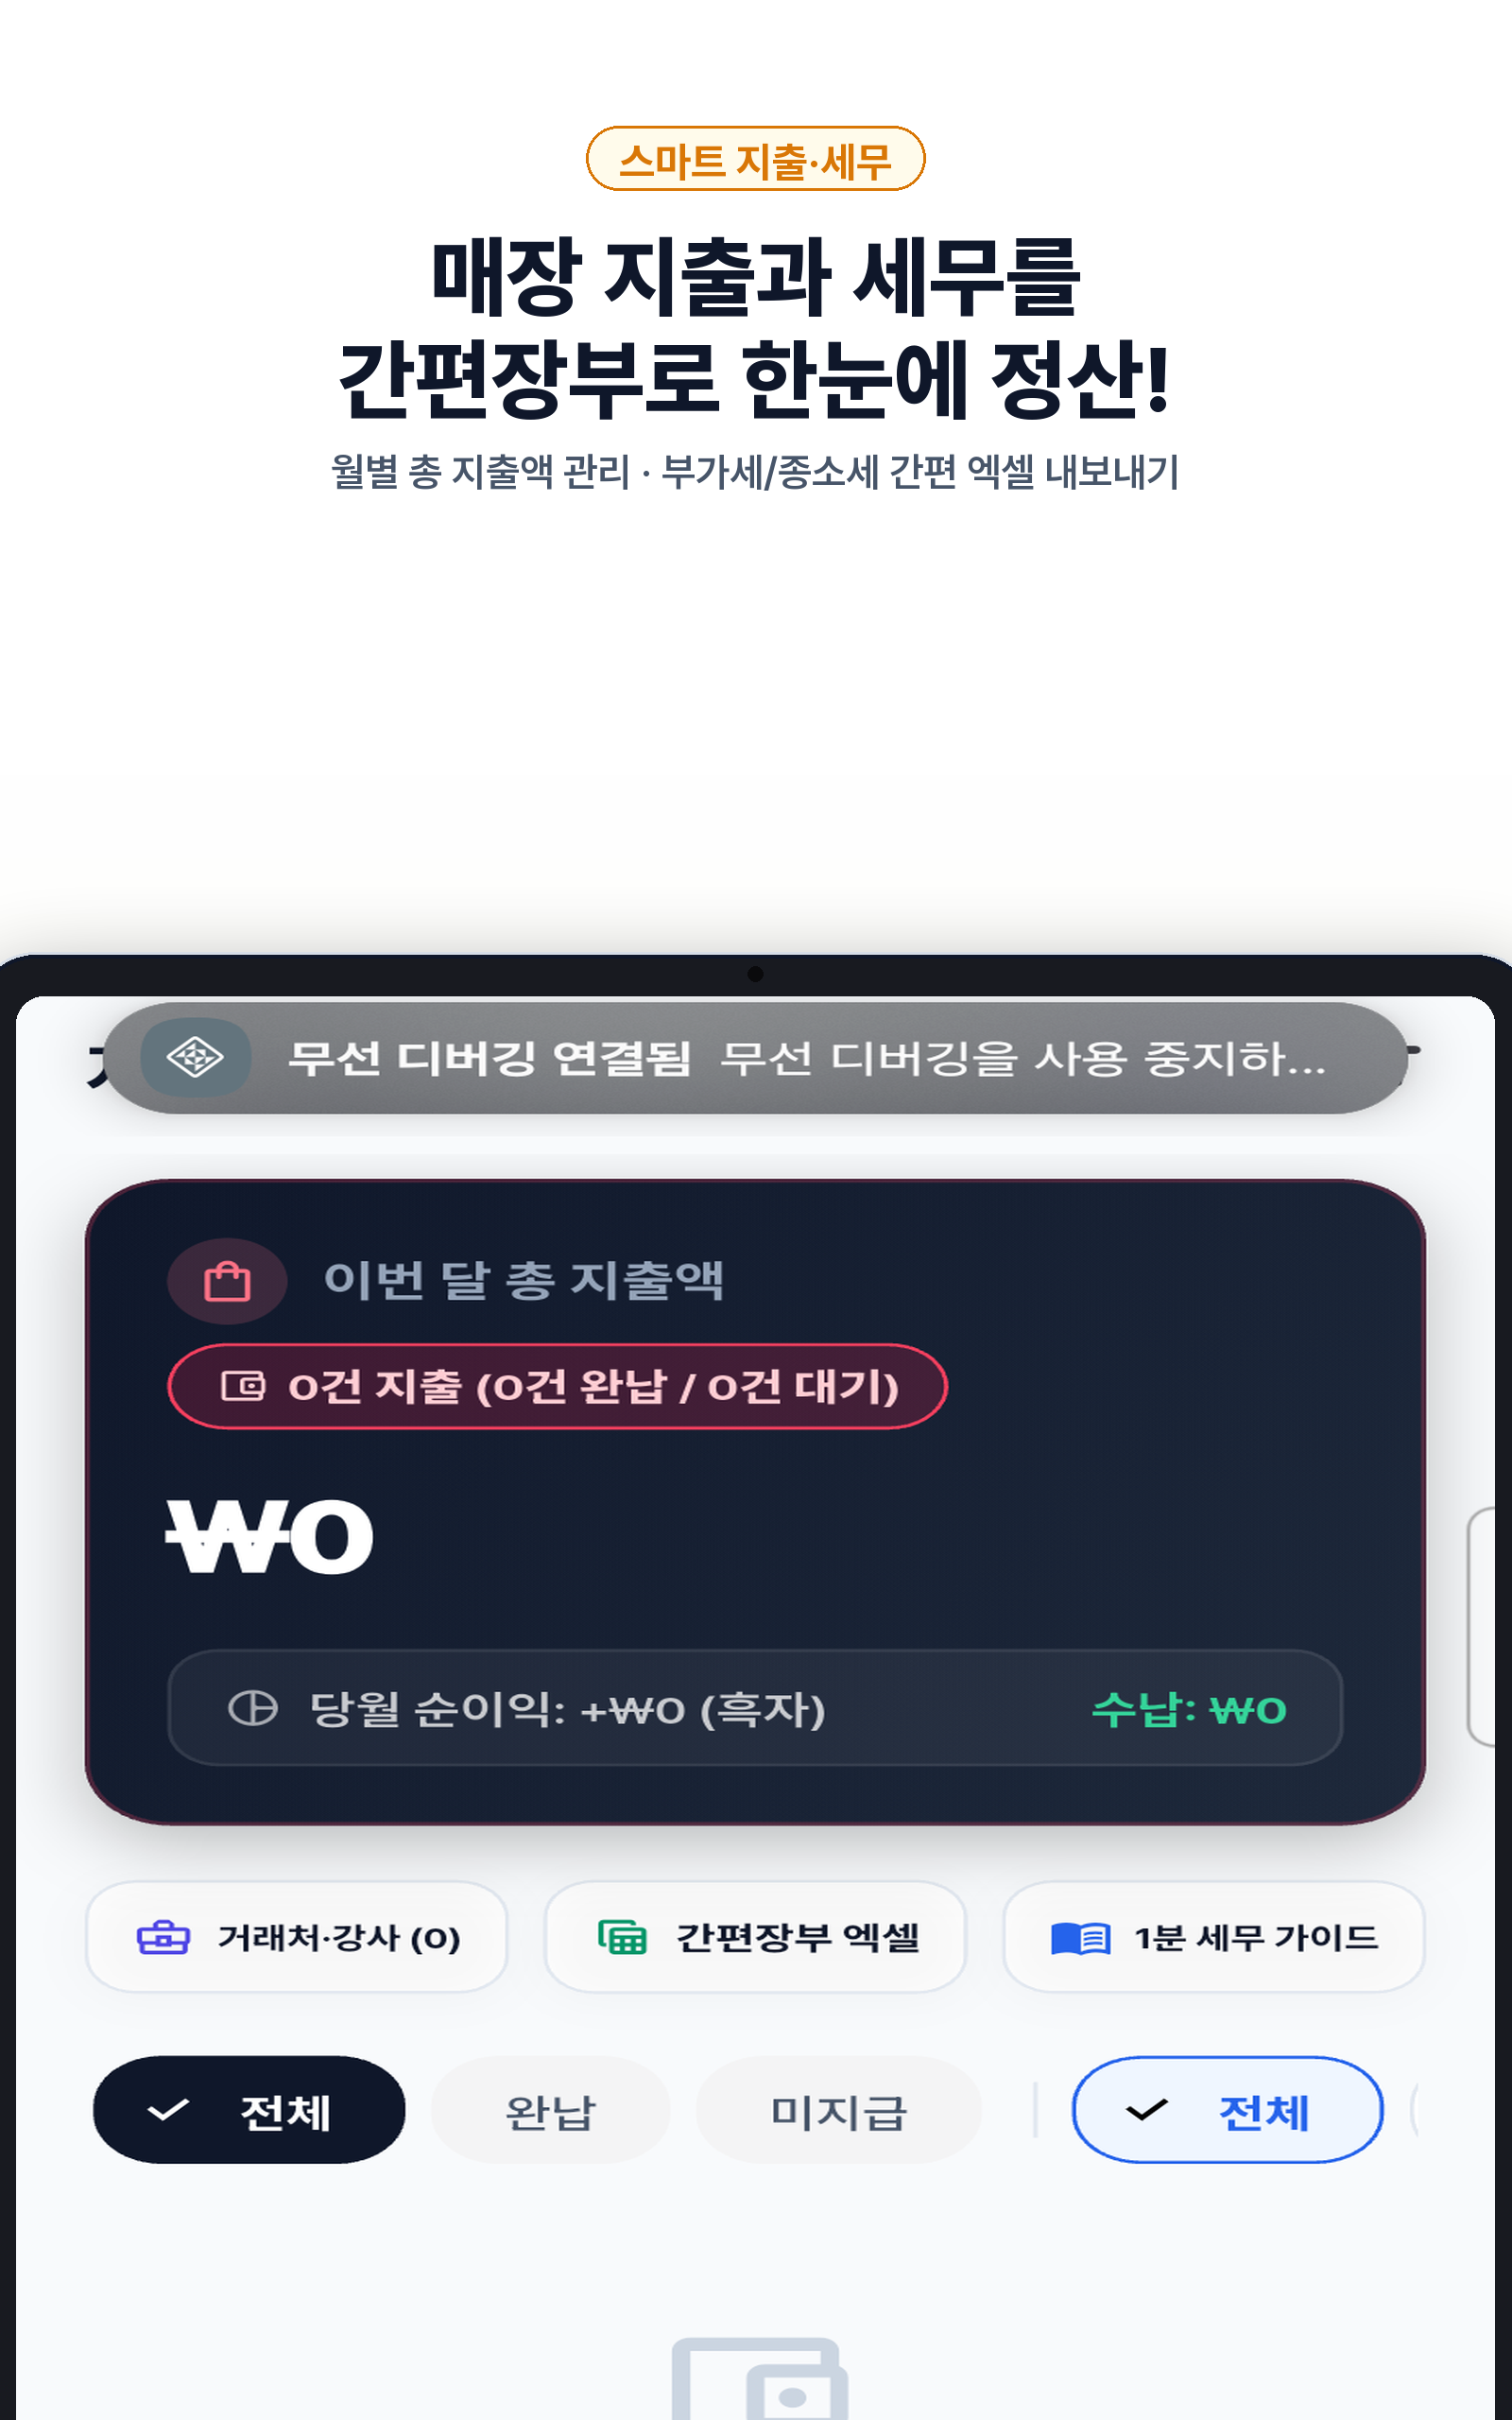 스마트 지출·세무
매장 지출과 세무를
간편장부로 한눈에 정산!
월별 총 지출액 관리 · 부가세/종소세 간편 엑셀 내보내기
무선 디버깅 연결됨 무선 디버깅을 사용 중지하...
이번 달 총 지출액
0건 지출 (0건 완납 / 0건 대기)
₩0
당월 순이익: +₩0 (흑자) 수납: ₩0
거래처·강사 (0) 간편장부 엑셀 1분 세무 가이드
전체 완납 미지급 전체